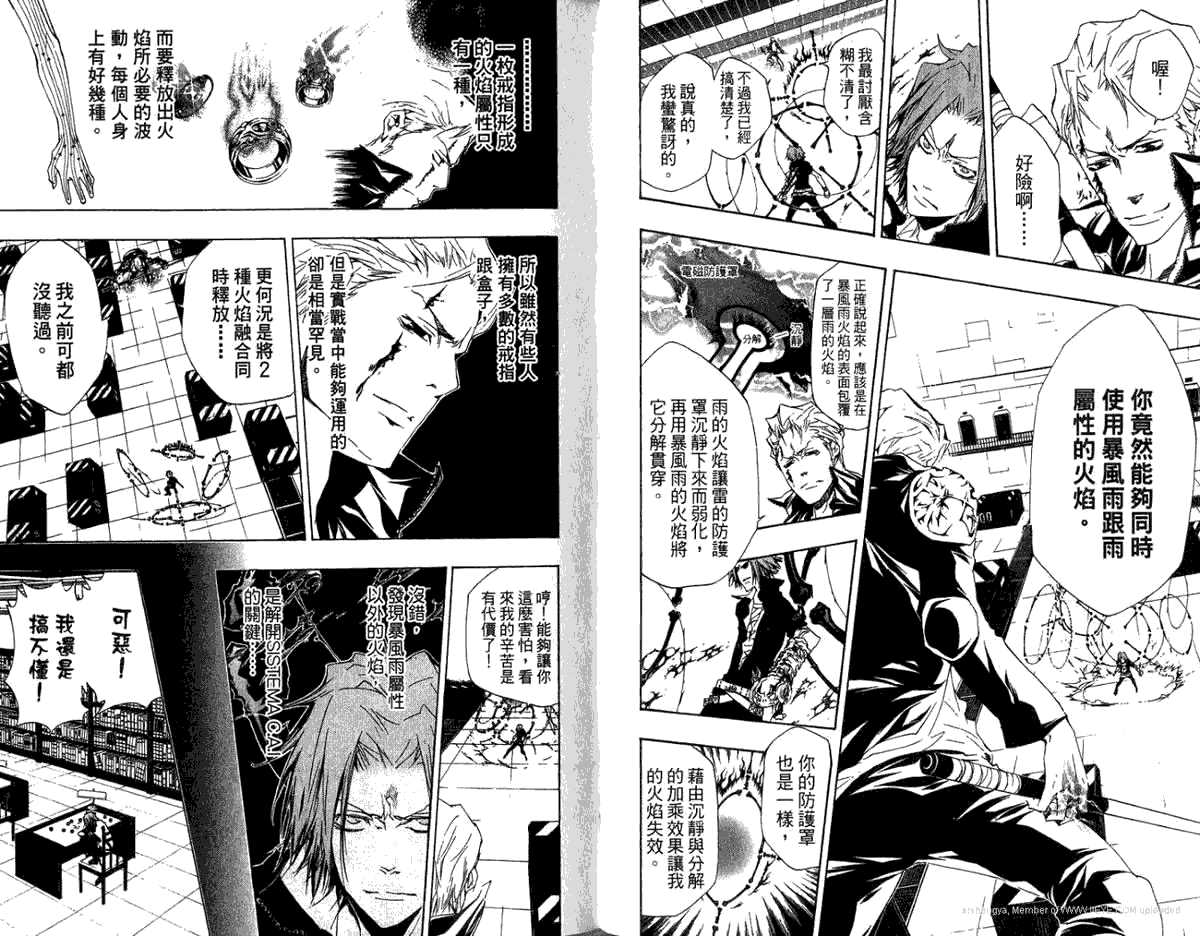 喔！
好險啊……
我最討厭含
糊不清了，
不過我已經
搞清楚了，
說真的，
我蠻驚訝的。
你竟然能夠同時
使用暴風雨跟雨
屬性的火焰。
正確說起來，應該是在
暴風雨火焰的表面包覆
了一層雨的火焰。
電磁防護罩
沉靜
分解
雨的火焰讓雷的防護
罩沉靜下來而弱化，
再用暴風雨的火焰將
它分解貫穿。
你的防護罩
也是一樣，
藉由沉靜與分解
的加乘效果讓我
的火焰失效。
…………
一枚戒指形成
的火焰屬性只
有一種，
而要釋放出火
焰所必要的波
動，每個人身
上有好幾種。
所以雖然有些人
擁有多數的戒指
跟盒子，
但是實戰當中能夠運用的
卻是相當罕見。
更何況是將2
種火焰融合同
時釋放……
我之前可都
沒聽過。
哼！能夠讓你
這麼害怕，看
來我的辛苦是
有代價了！
沒錯，
發現暴風雨屬性
以外的火焰，
是解開SISTEMA C.A.I
的關鍵……
可惡！
我還是
搞不懂！
arshangya, Member of WWW.IIEXE.COM uploaded